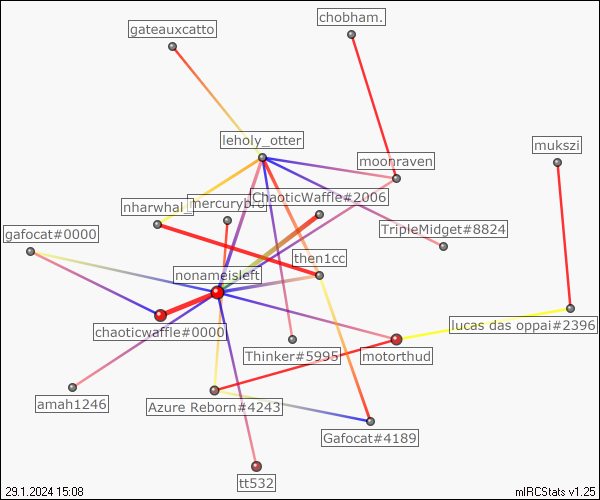 chobham.
gateauxcatto
leholy_otter
mukszi
moonraven
ChaoticWaffle#2006
nharwhal_
TripleMidget#8824
gafocat#0000
then1cc
nonameisleft
lucas das oppai#2396
chaoticwaffle#0000
Thinker#5995
motorthud
amah1246
Azure Reborn#4243
Gafocat#4189
tt532
29.1.2024 15:08
mIRCStats v1.25